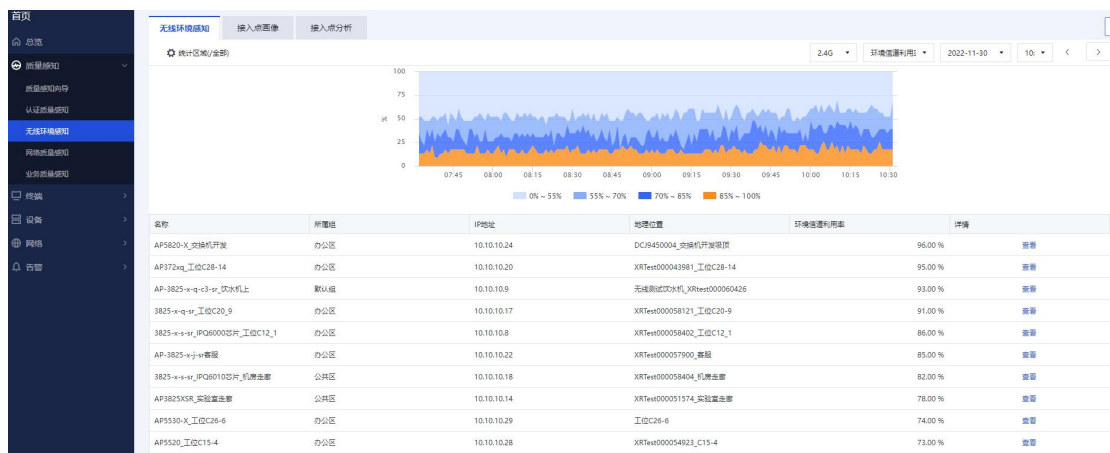 首页
总览
质量感知
质量感知向导
认证质量感知
无线环境感知
网络质量感知
业务质量感知
终端
设备
网络
告警
无线环境感知 接入点画像 接入点分析
统计区域(/全部) 2.4G 环境信道利用 2022-11-30 10:
100
75
%
50
25
0
07:45 08:00 08:15 08:30 08:45 09:00 09:15 09:30 09:45 10:00 10:15 10:30
0% ~ 55% 55% ~ 70% 70% ~ 85% 85% ~ 100%
名称 所属组 IP地址 地理位置 环境信道利用率 详情
AP5820-X_交换机开发 办公区 10.10.10.24 DCJ9450004_交换机开发吸顶 96.00 % 查看
AP372xq_工位C28-14 办公区 10.10.10.20 XRTest000043981_工位C28-14 95.00 % 查看
AP-3825-x-q-c3-sr_饮水机上 默认组 10.10.10.9 无线测试饮水机_XRtest000060426 93.00 % 查看
3825-x-q-sr_工位C20_9 办公区 10.10.10.17 XRTest000058121_工位C20-9 91.00 % 查看
3825-x-s-sr_IPQ6000芯片_工位C12_1 办公区 10.10.10.8 XRTest000058402_工位C12_1 86.00 % 查看
AP-3825-x-j-sr客服 办公区 10.10.10.22 XRTest000057900_客服 85.00 % 查看
3825-x-s-sr_IPQ6010芯片_机房走廊 公共区 10.10.10.18 XRTest000058404_机房走廊 82.00 % 查看
AP3825XSR_实验室走廊 公共区 10.10.10.14 XRTest000051574_实验室走廊 78.00 % 查看
AP5530-X_工位C26-6 办公区 10.10.10.29 工位C26-6 74.00 % 查看
AP5520_工位C15-4 办公区 10.10.10.28 XRTest000054923_C15-4 73.00 % 查看